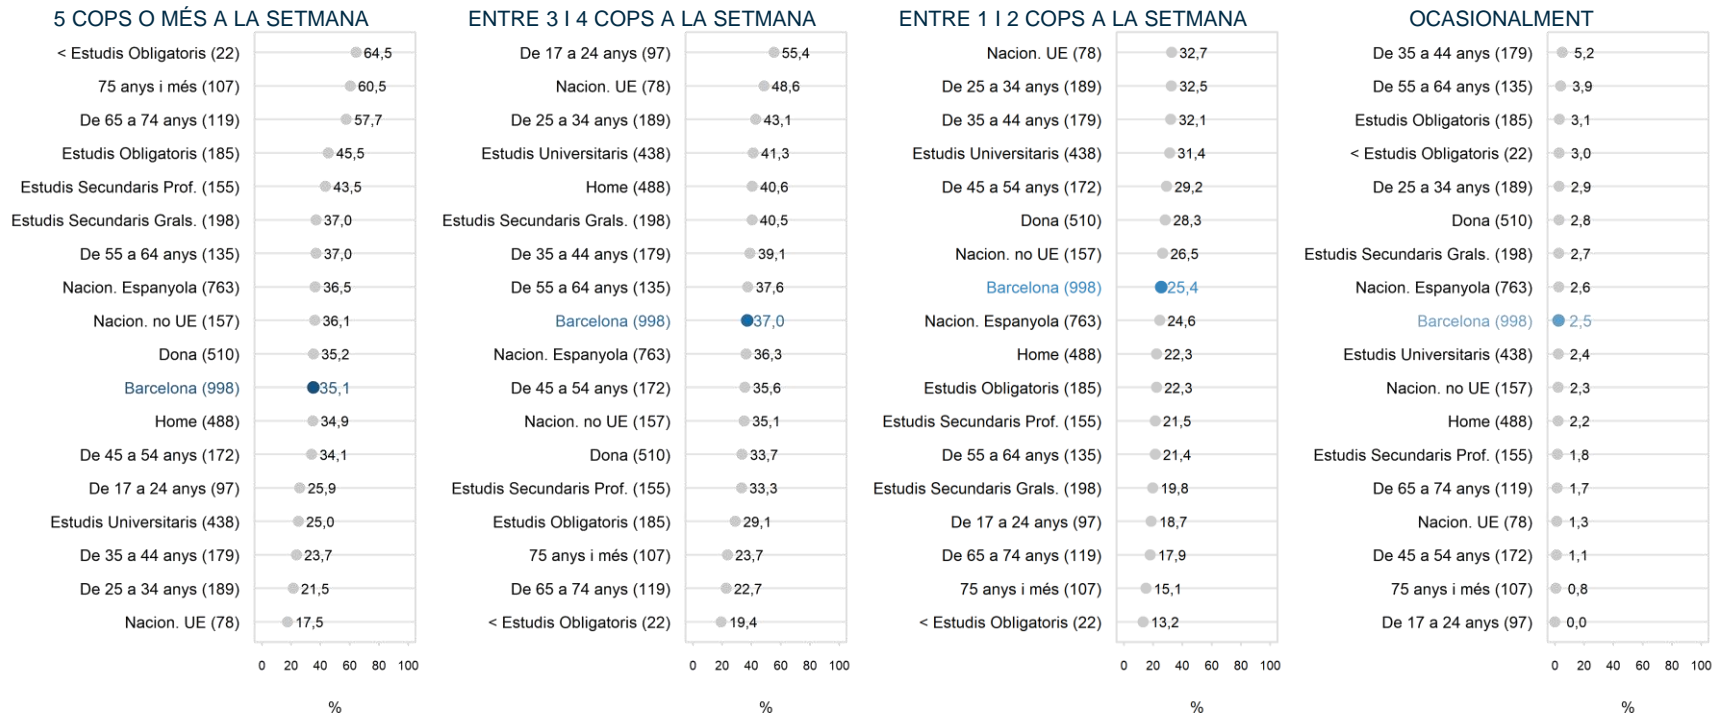 5 COPS O MÉS A LA SETMANA
< Estudis Obligatoris (22) 64,5
75 anys i més (107) 60,5
De 65 a 74 anys (119) 57,7
Estudis Obligatoris (185) 45,5
Estudis Secundaris Prof. (155) 43,5
Estudis Secundaris Grals. (198) 37,0
De 55 a 64 anys (135) 37,0
Nacion. Espanyola (763) 36,5
Nacion. no UE (157) 36,1
Dona (510) 35,2
Barcelona (998) 35,1
Home (488) 34,9
De 45 a 54 anys (172) 34,1
De 17 a 24 anys (97) 25,9
Estudis Universitaris (438) 25,0
De 35 a 44 anys (179) 23,7
De 25 a 34 anys (189) 21,5
Nacion. UE (78) 17,5
0 20 40 60 80 100
%
ENTRE 3 I 4 COPS A LA SETMANA
De 17 a 24 anys (97) 55,4
Nacion. UE (78) 48,6
De 25 a 34 anys (189) 43,1
Estudis Universitaris (438) 41,3
Home (488) 40,6
Estudis Secundaris Grals. (198) 40,5
De 35 a 44 anys (179) 39,1
De 55 a 64 anys (135) 37,6
Barcelona (998) 37,0
Nacion. Espanyola (763) 36,3
De 45 a 54 anys (172) 35,6
Nacion. no UE (157) 35,1
Dona (510) 33,7
Estudis Secundaris Prof. (155) 33,3
Estudis Obligatoris (185) 29,1
75 anys i més (107) 23,7
De 65 a 74 anys (119) 22,7
< Estudis Obligatoris (22) 19,4
0 20 40 60 80 100
%
ENTRE 1 I 2 COPS A LA SETMANA
Nacion. UE (78) 32,7
De 25 a 34 anys (189) 32,5
De 35 a 44 anys (179) 32,1
Estudis Universitaris (438) 31,4
De 45 a 54 anys (172) 29,2
Dona (510) 28,3
Nacion. no UE (157) 26,5
Barcelona (998) 25,4
Nacion. Espanyola (763) 24,6
Home (488) 22,3
Estudis Obligatoris (185) 22,3
Estudis Secundaris Prof. (155) 21,5
De 55 a 64 anys (135) 21,4
Estudis Secundaris Grals. (198) 19,8
De 17 a 24 anys (97) 18,7
De 65 a 74 anys (119) 17,9
75 anys i més (107) 15,1
< Estudis Obligatoris (22) 13,2
0 20 40 60 80 100
%
OCASIONALMENT
De 35 a 44 anys (179) 5,2
De 55 a 64 anys (135) 3,9
Estudis Obligatoris (185) 3,1
< Estudis Obligatoris (22) 3,0
De 25 a 34 anys (189) 2,9
Dona (510) 2,8
Estudis Secundaris Grals. (198) 2,7
Nacion. Espanyola (763) 2,6
Barcelona (998) 2,5
Estudis Universitaris (438) 2,4
Nacion. no UE (157) 2,3
Home (488) 2,2
Estudis Secundaris Prof. (155) 1,8
De 65 a 74 anys (119) 1,7
Nacion. UE (78) 1,3
De 45 a 54 anys (172) 1,1
75 anys i més (107) 0,8
De 17 a 24 anys (97) 0,0
0 20 40 60 80 100
%